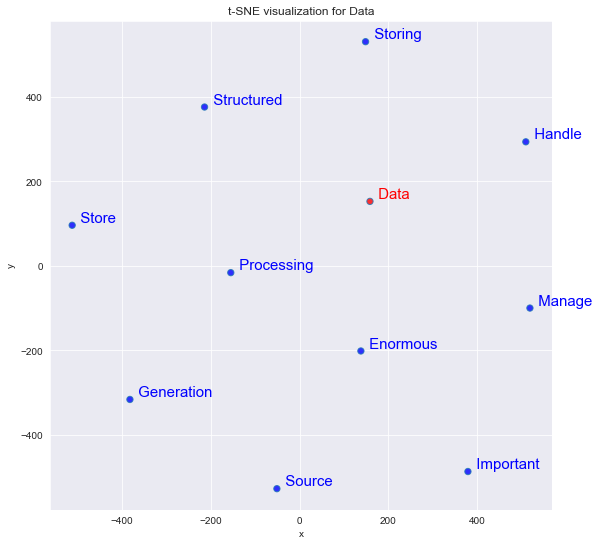 t-SNE visualization for Data
Storing
Structured
Handle
Data
Store
Processing
Manage
Enormous
Generation
Important
Source
400
200
0
−200
−400
y
−400
−200
0
200
400
x